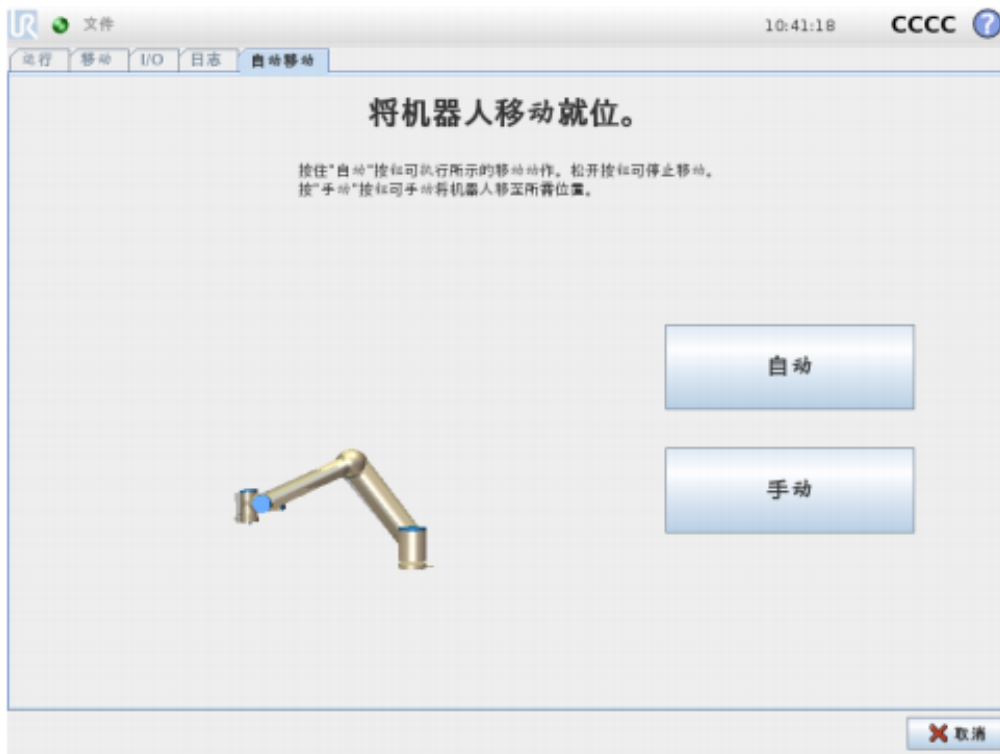 UR 文件 10:41:18 CCCC ?
运行 移动 I/O 日志 自动移动
将机器人移动就位。
按住"自动"按钮可执行所示的移动动作。松开按钮可停止移动。
按"手动"按钮可手动将机器人移至所需位置。
自动
手动
取消